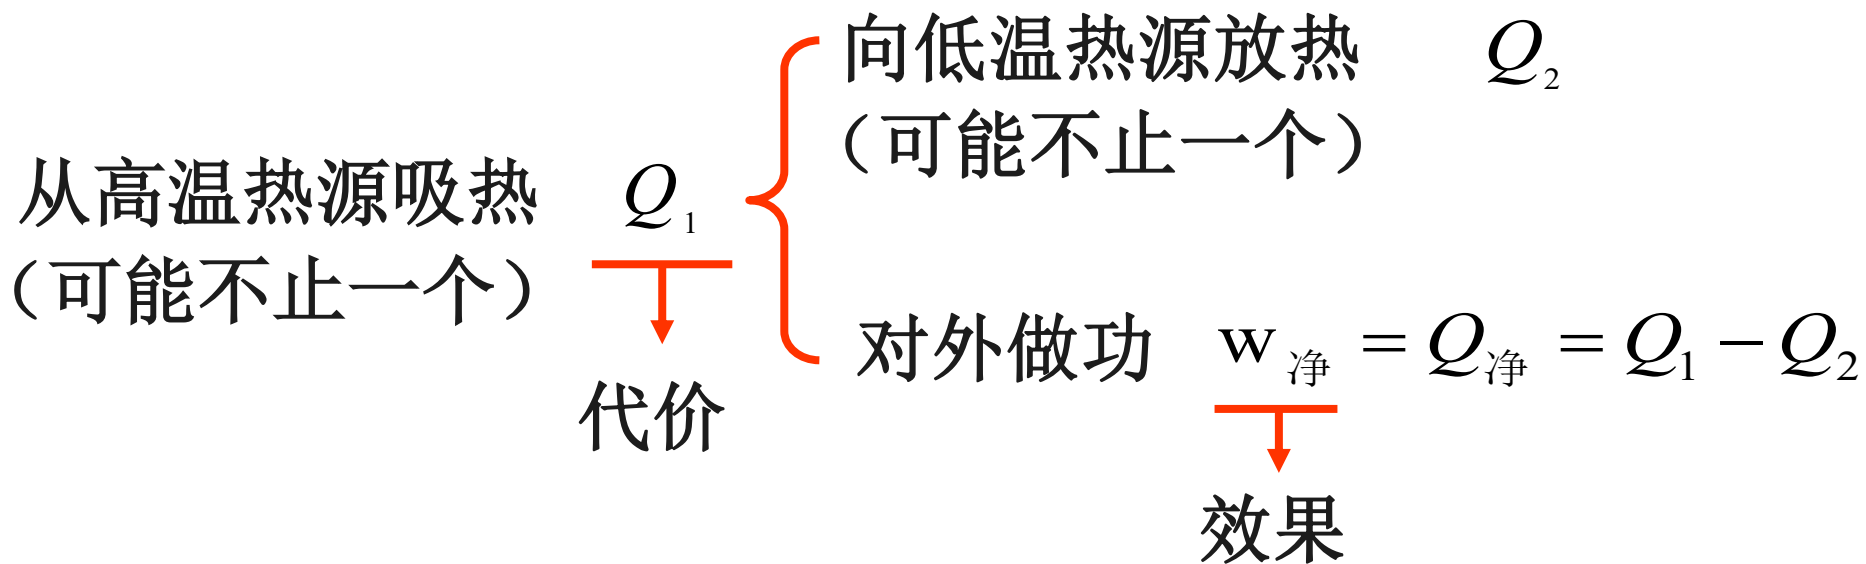 向低温热源放热 Q₂
（可能不止一个）
从高温热源吸热 Q₁
（可能不止一个）
对外做功 w净 = Q净 = Q₁ − Q₂
代价
效果